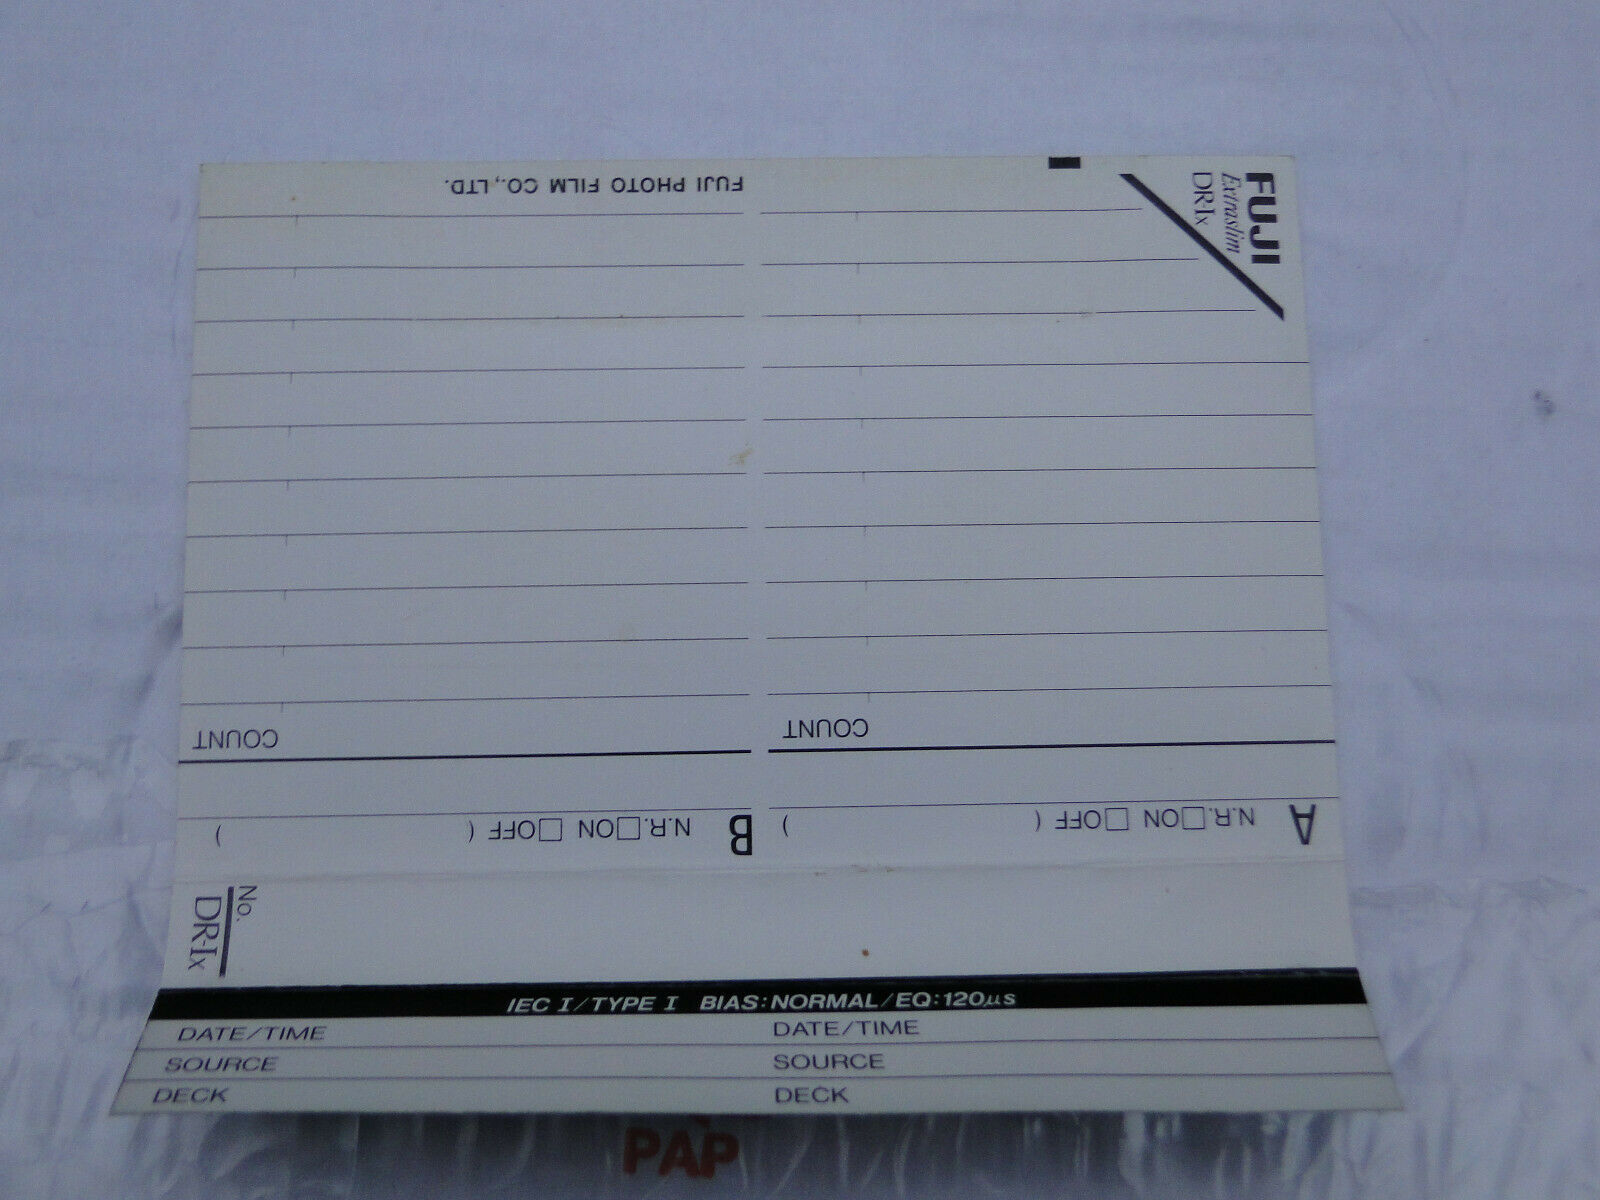 FUJI
Extraslim
DR-Ix
FUJI PHOTO FILM CO.,LTD.
COUNT
COUNT
A N.R. □ON □OFF ( )
B N.R. □ON □OFF ( )
No.
DR-Ix
IEC I/TYPE I BIAS:NORMAL/EQ:120μs
DATE/TIME DATE/TIME
SOURCE SOURCE
DECK DECK
PAP